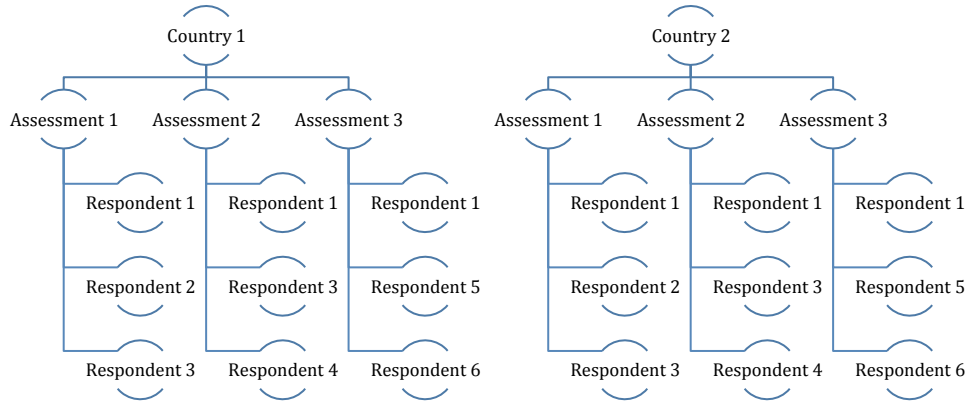 Country 1
Country 2
Assessment 1
Assessment 2
Assessment 3
Assessment 1
Assessment 2
Assessment 3
Respondent 1
Respondent 1
Respondent 1
Respondent 1
Respondent 1
Respondent 1
Respondent 2
Respondent 3
Respondent 5
Respondent 2
Respondent 3
Respondent 5
Respondent 3
Respondent 4
Respondent 6
Respondent 3
Respondent 4
Respondent 6